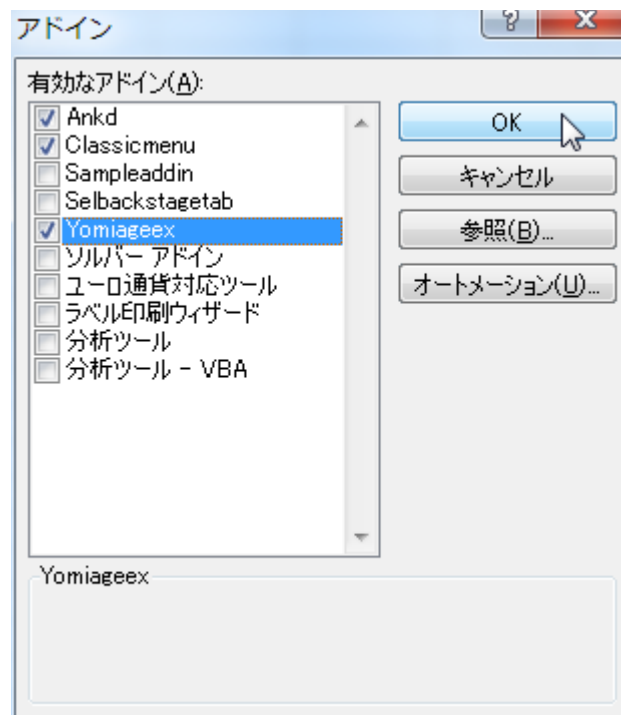 アドイン
?
有効なアドイン(A):
Ankd
Classicmenu
Sampleaddin
Selbackstagetab
Yomiageex
ソルバー アドイン
ユーロ通貨対応ツール
ラベル印刷ウィザード
分析ツール
分析ツール - VBA
OK
キャンセル
参照(B)...
オートメーション(U)...
Yomiageex